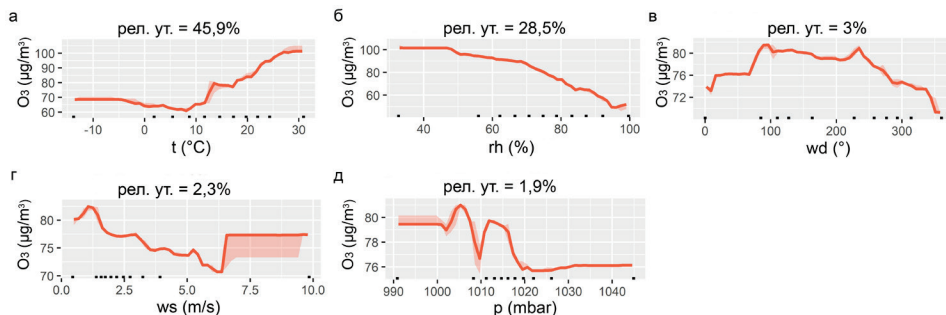 а
рел. ут. = 45,9%
O₃ (µg/m³)
100
90
80
70
60
-10
0
10
20
30
t (°C)
б
рел. ут. = 28,5%
O₃ (µg/m³)
100
80
60
40
60
80
100
rh (%)
в
рел. ут. = 3%
O₃ (µg/m³)
80
76
72
0
100
200
300
wd (°)
г
рел. ут. = 2,3%
O₃ (µg/m³)
80
75
70
0.0
2.5
5.0
7.5
10.0
ws (m/s)
д
рел. ут. = 1,9%
O₃ (µg/m³)
80
78
76
990
1000
1010
1020
1030
1040
p (mbar)